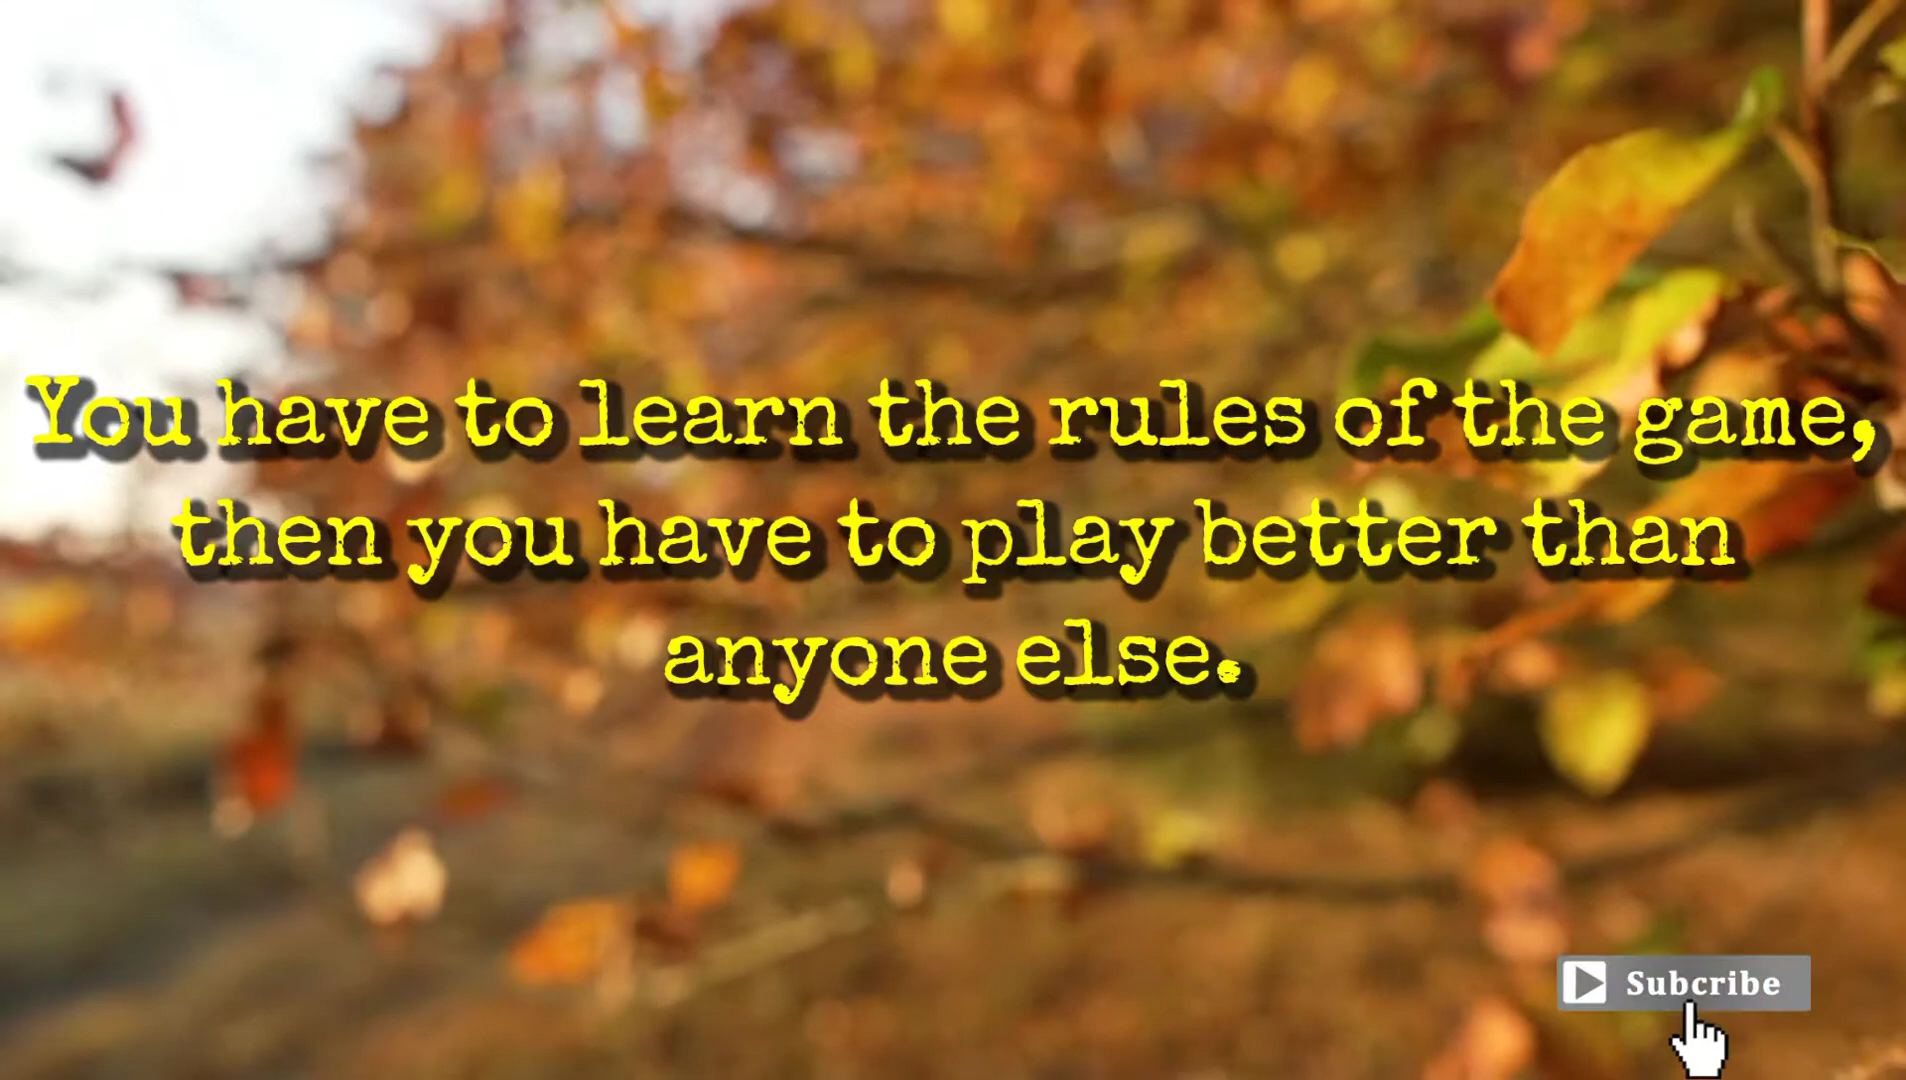 You have to learn the rules of the game,
then you have to play better than
anyone else.
Subcribe